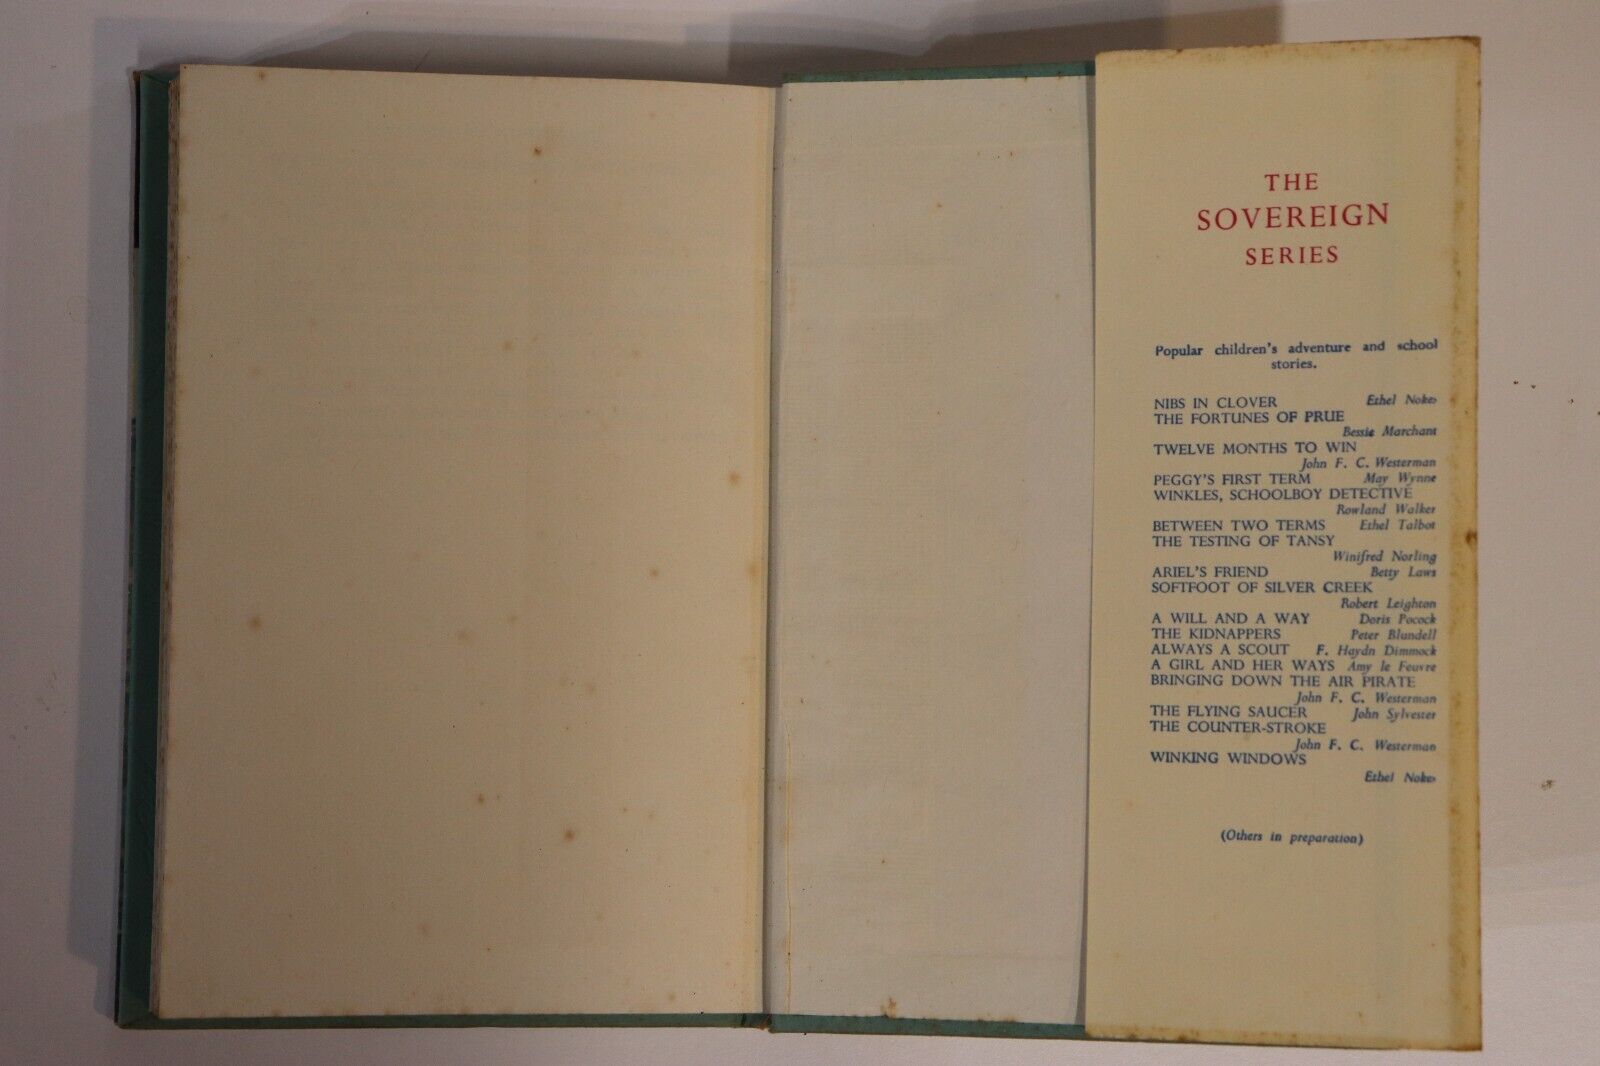 THE
SOVEREIGN
SERIES
Popular children's adventure and school
stories.
NIBS IN CLOVER Ethel Nokes
THE FORTUNES OF PRUE
Bessie Marchant
TWELVE MONTHS TO WIN
John F. C. Westerman
PEGGY'S FIRST TERM May Wynne
WINKLES, SCHOOLBOY DETECTIVE
Rowland Walker
BETWEEN TWO TERMS Ethel Talbot
THE TESTING OF TANSY
Winifred Norling
ARIEL'S FRIEND Betty Laws
SOFTFOOT OF SILVER CREEK
Robert Leighton
A WILL AND A WAY Doris Pocock
THE KIDNAPPERS Peter Blundell
ALWAYS A SCOUT F. Haydn Dimmock
A GIRL AND HER WAYS Amy le Feuvre
BRINGING DOWN THE AIR PIRATE
John F. C. Westerman
THE FLYING SAUCER John Sylvester
THE COUNTER-STROKE
John F. C. Westerman
WINKING WINDOWS
Ethel Nokes
(Others in preparation)